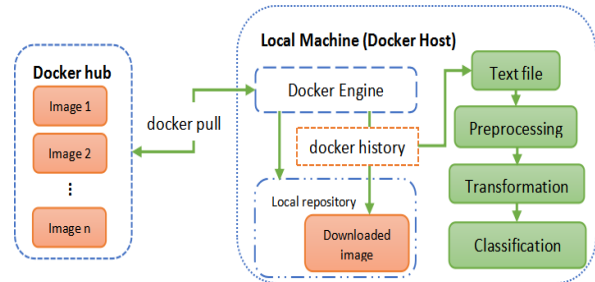 Docker hub
Image 1
Image 2
⋮
Image n
docker pull
Local Machine (Docker Host)
Docker Engine
docker history
Local repository
Downloaded
image
Text file
Preprocessing
Transformation
Classification